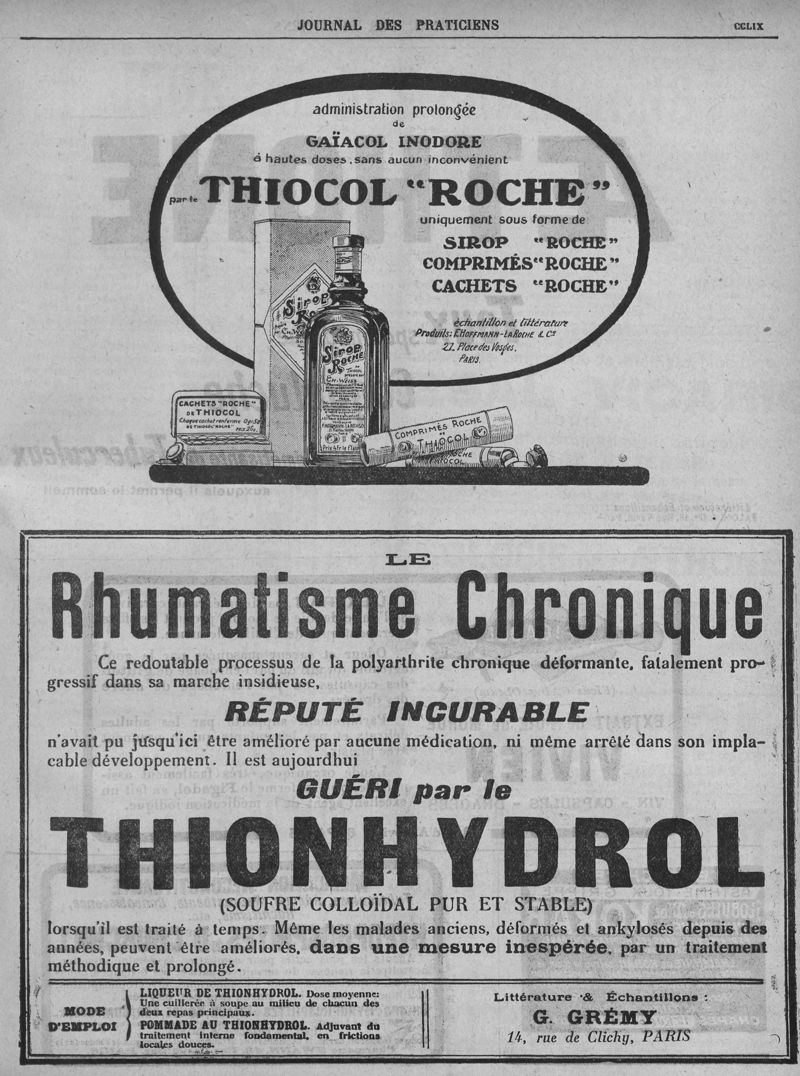 JOURNAL DES PRATICIENS
CCLIX
administration prolongée
de
GAÏACOL INODORE
á hautes doses, sans aucun inconvénient
par le THIOCOL "ROCHE"
uniquement sous forme de
SIROP "ROCHE"
COMPRIMÉS "ROCHE"
CACHETS "ROCHE"
échantillon et littérature
Produits: F. HOFFMANN-LA ROCHE & Cie
21, Place des Vosges.
PARIS.
Sirop
Roche
Sirop
ROCHE
CACHETS "ROCHE"
DE THIOCOL
COMPRIMÉS ROCHE
THIOCOL
ROCHE
THIOCOL
LE
Rhumatisme Chronique
Ce redoutable processus de la polyarthrite chronique déformante, fatalement pro-
gressif dans sa marche insidieuse,
RÉPUTÉ INCURABLE
n'avait pu jusqu'ici être amélioré par aucune médication, ni même arrêté dans son impla-
cable développement. Il est aujourdhui
GUÉRI par le
THIONHYDROL
(SOUFRE COLLOÏDAL PUR ET STABLE)
lorsqu'il est traité à temps. Même les malades anciens, déformés et ankylosés depuis des
années, peuvent être améliorés, dans une mesure inespérée, par un traitement
méthodique et prolongé.
MODE
D'EMPLOI
LIQUEUR DE THIONHYDROL. Dose moyenne:
Une cuillerée à soupe au milieu de chacun des
deux repas principaux.
POMMADE AU THIONHYDROL. Adjuvant du
traitement interne fondamental, en frictions
locales douces.
Littérature & Échantillons :
G. GRÉMY
14, rue de Clichy, PARIS